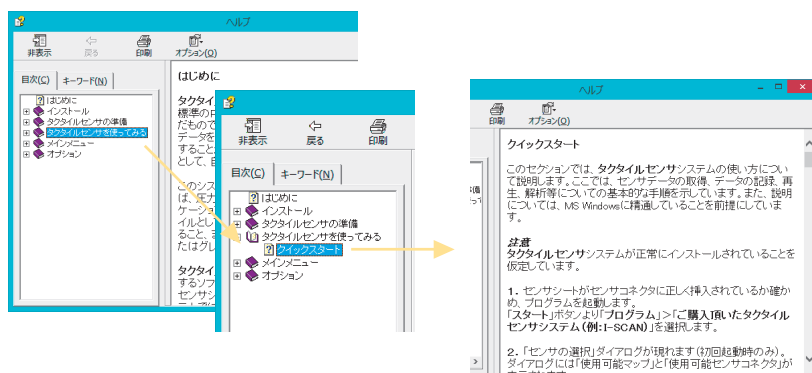 ヘルプ
非表示 戻る 印刷 オプション(O)
目次(C) キーワード(N)
はじめに
インストール
タクタイルセンサの準備
タクタイルセンサを使ってみる
メインメニュー
オプション
はじめに
タクタイ
標準の
だもので
データを
すること
として、
このシス
ば、圧力
ケーション
イルとし
ること、
たはグレ
タクタイ
するソフ
センサシ
非表示 戻る 印刷
目次(C) キーワード(N)
はじめに
インストール
タクタイルセンサの準備
タクタイルセンサを使ってみる
クイックスタート
メインメニュー
オプション
ヘルプ
印刷 オプション(O)
クイックスタート
このセクションでは、タクタイルセンサシステムの使い方につい
て説明します。ここでは、センサデータの取得、データの記録、再
生、解析等についての基本的な手順を示しています。また、説明
については、MS Windowsに精通していることを前提にしていま
す。
注意
タクタイルセンサシステムが正常にインストールされていることを
仮定しています。
1. センサシートがセンサコネクタに正しく挿入されているか確か
め、プログラムを起動します。
「スタート」ボタンより「プログラム」>「ご購入頂いたタクタイル
センサシステム(例:I-SCAN)」を選択します。
2.「センサの選択」ダイアログが現れます(初回起動時のみ)。
ダイアログには「使用可能マップ」と「使用可能センサコネクタ」が